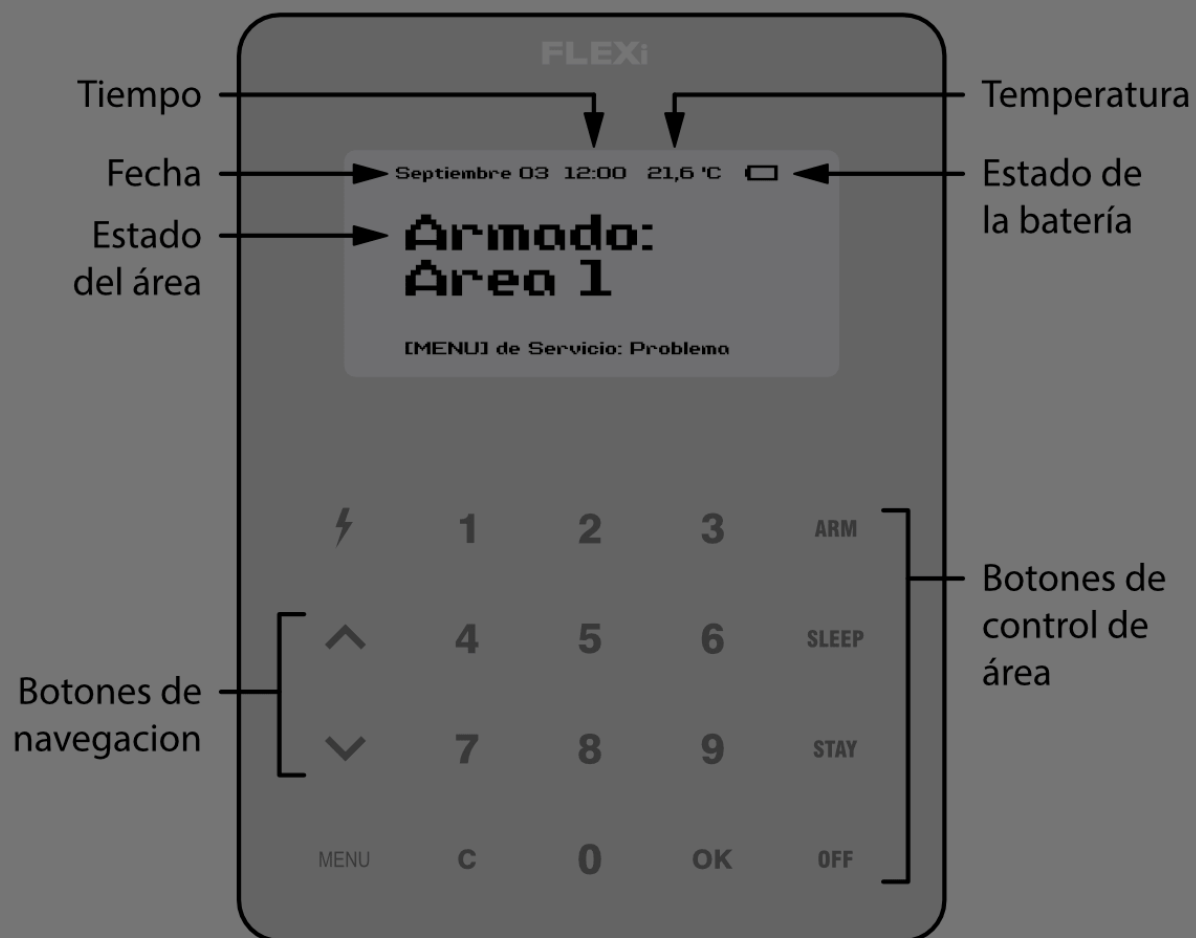 FLEXi
Tiempo
Temperatura
Fecha
Septiembre 03 12:00 21,6 'C
Estado de
la batería
Estado
del área
Armado:
Área 1
[MENU] de Servicio: Problema
1 2 3 ARM
Botones de
control de
área
4 5 6 SLEEP
Botones de
navegacion
7 8 9 STAY
MENU C 0 OK OFF